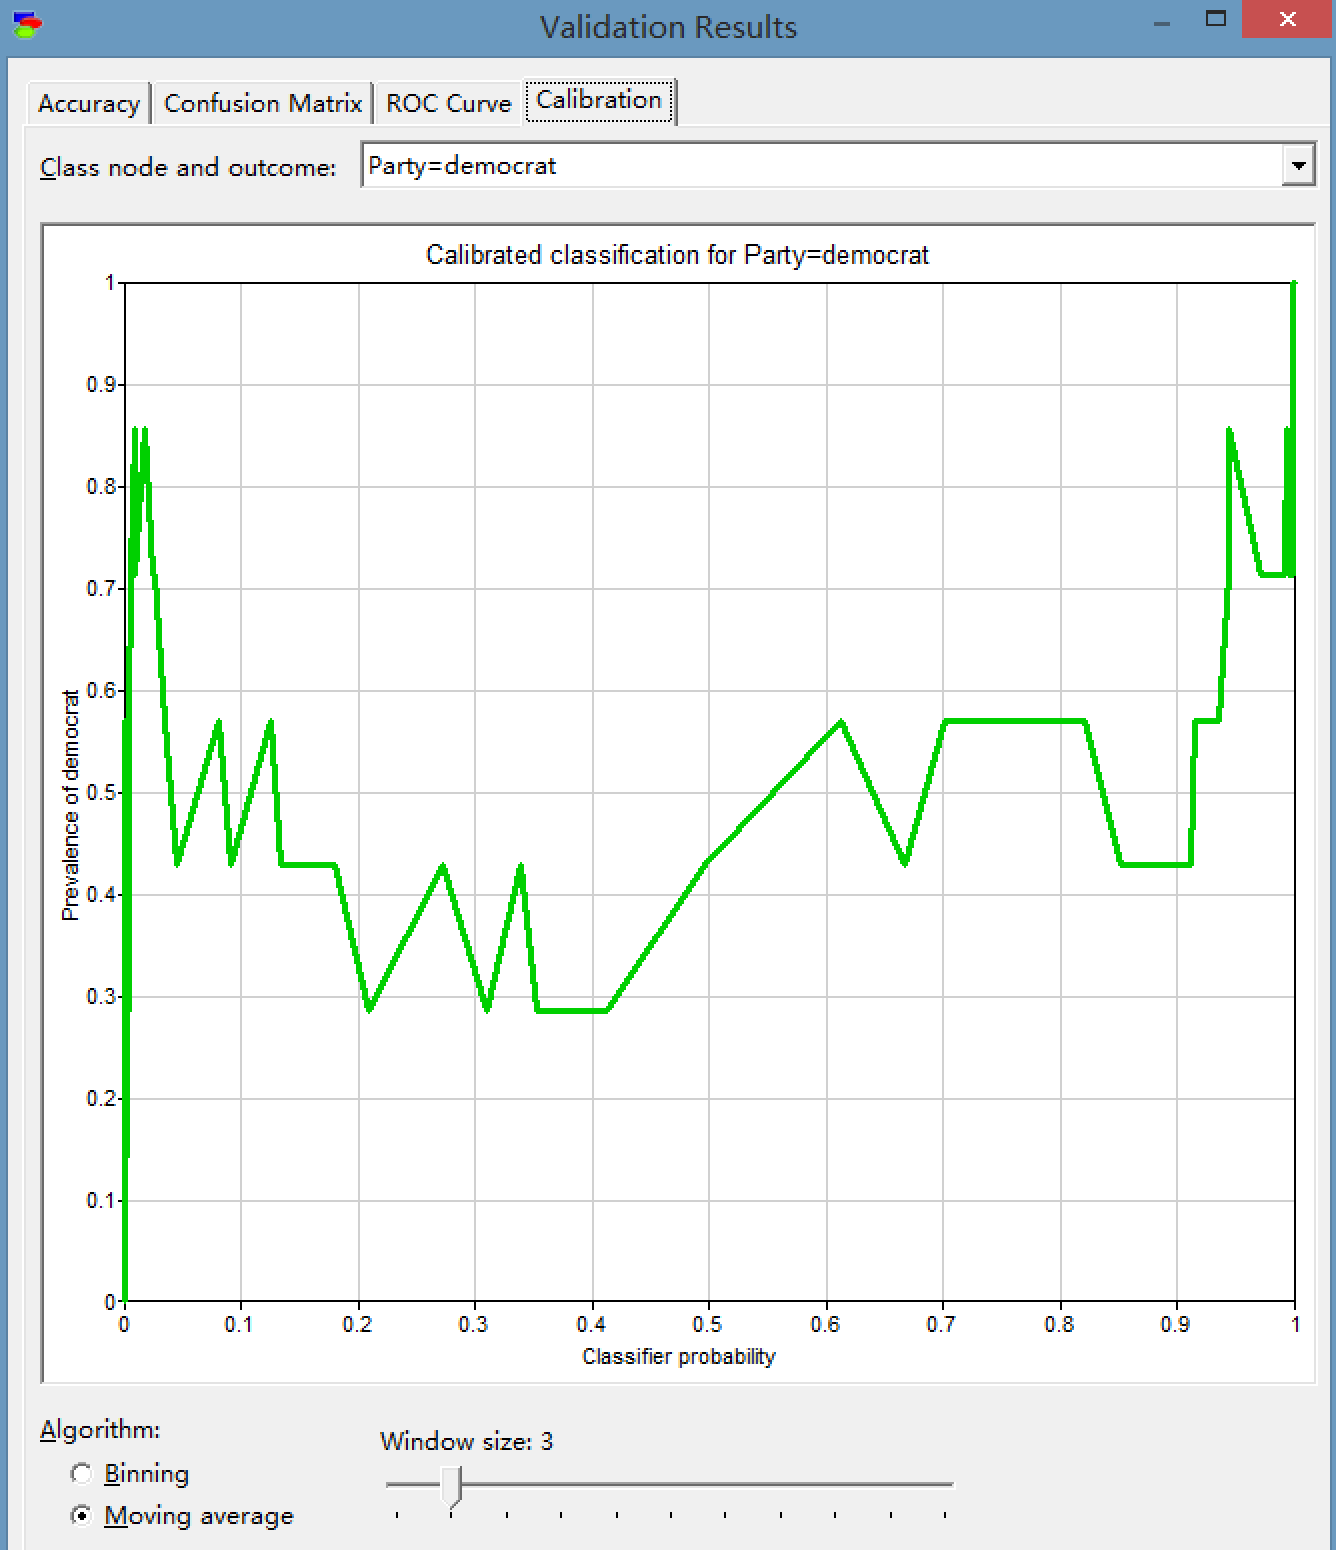 Validation Results
Accuracy Confusion Matrix ROC Curve Calibration
Class node and outcome: Party=democrat
Calibrated classification for Party=democrat
1
0.9
0.8
0.7
0.6
0.5
0.4
0.3
0.2
0.1
0
Prevalence of democrat
0 0.1 0.2 0.3 0.4 0.5 0.6 0.7 0.8 0.9 1
Classifier probability
Algorithm:
Window size: 3
Binning
Moving average